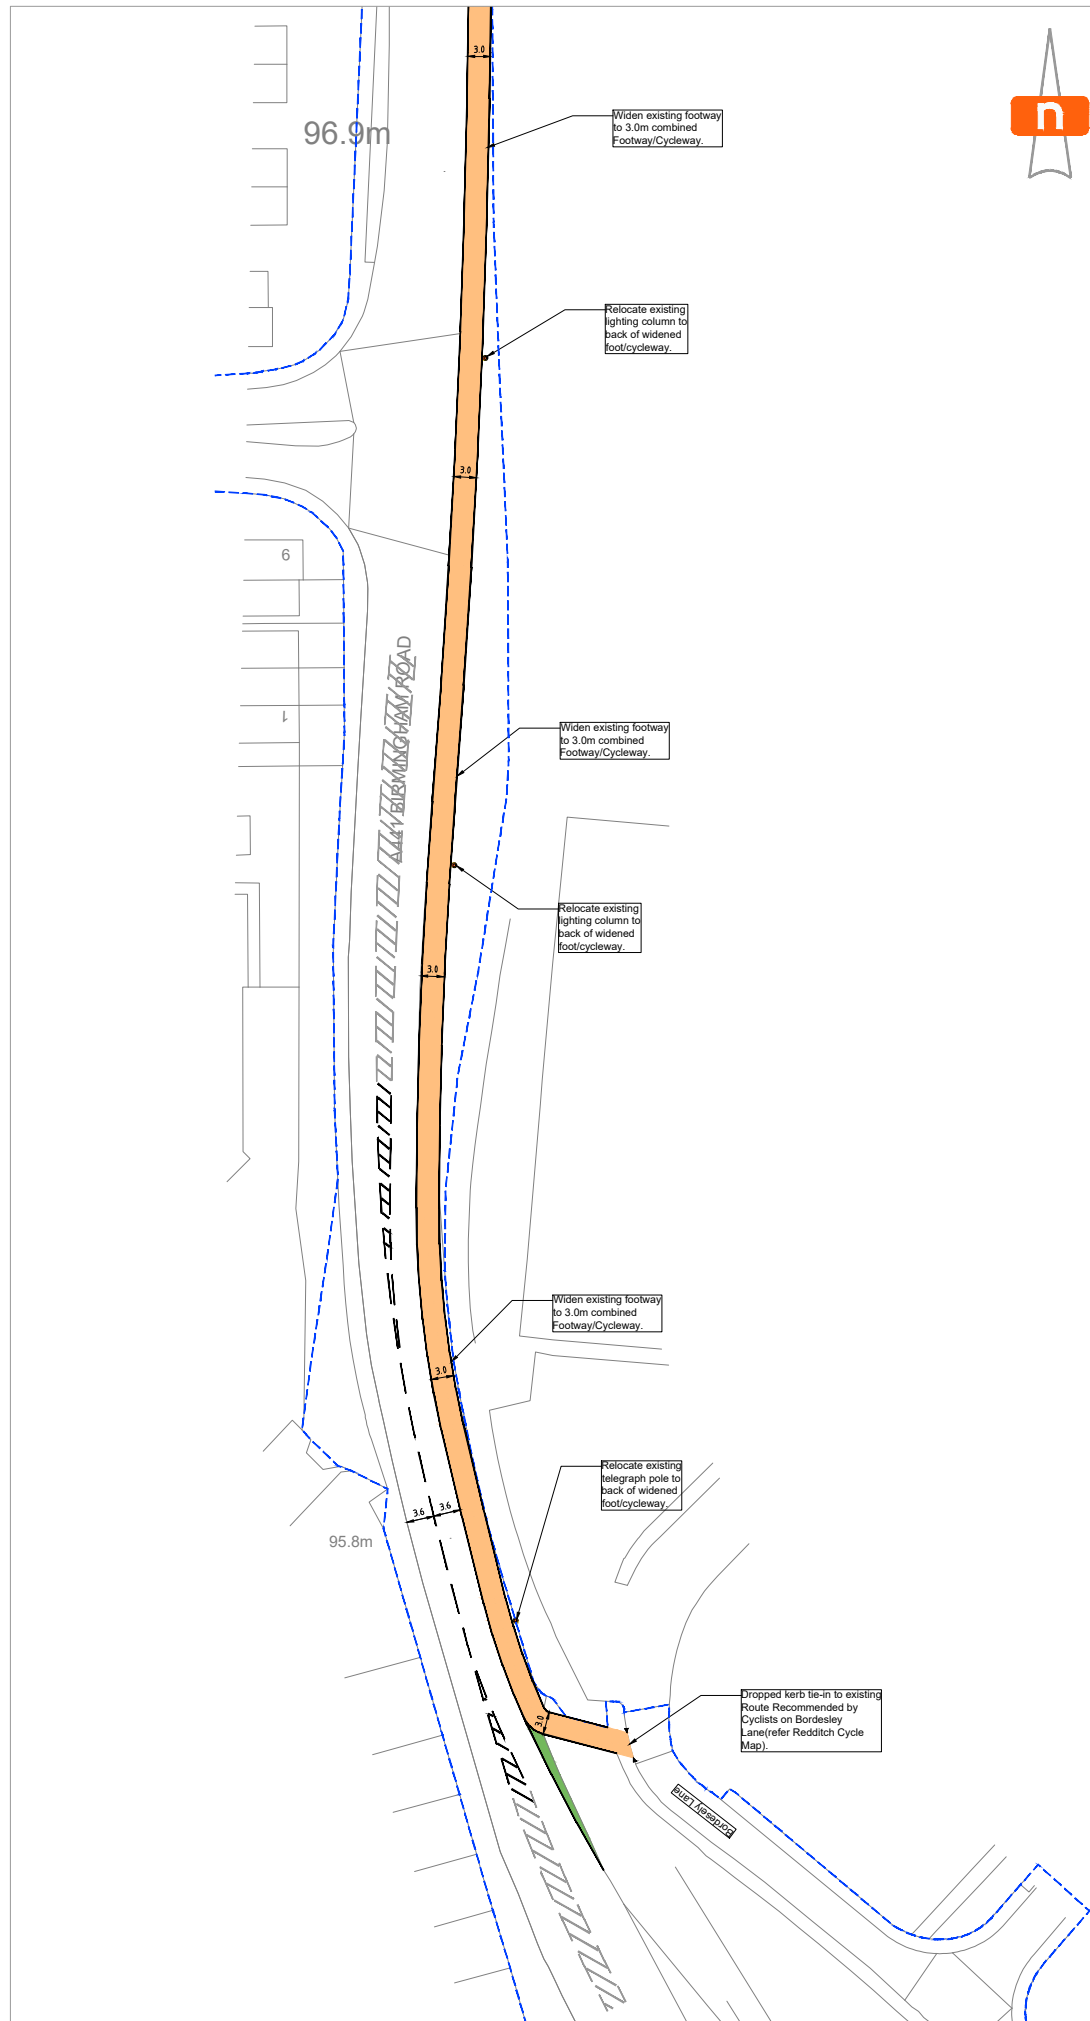 3.0
n
Widen existing footway
to 3.0m combined
Footway/Cycleway.
96.9m
Relocate existing
lighting column to
back of widened
foot/cycleway.
3.0
6
A441 BIRMINGHAM ROAD
1
Widen existing footway
to 3.0m combined
Footway/Cycleway.
Relocate existing
lighting column to
back of widened
foot/cycleway.
3.0
Widen existing footway
to 3.0m combined
Footway/Cycleway.
3.0
Relocate existing
telegraph pole to
back of widened
foot/cycleway.
3.6
3.6
95.8m
Dropped kerb tie-in to existing
Route Recommended by
Cyclists on Bordesley
Lane(refer Redditch Cycle
Map).
3.0
Bordesely Lane